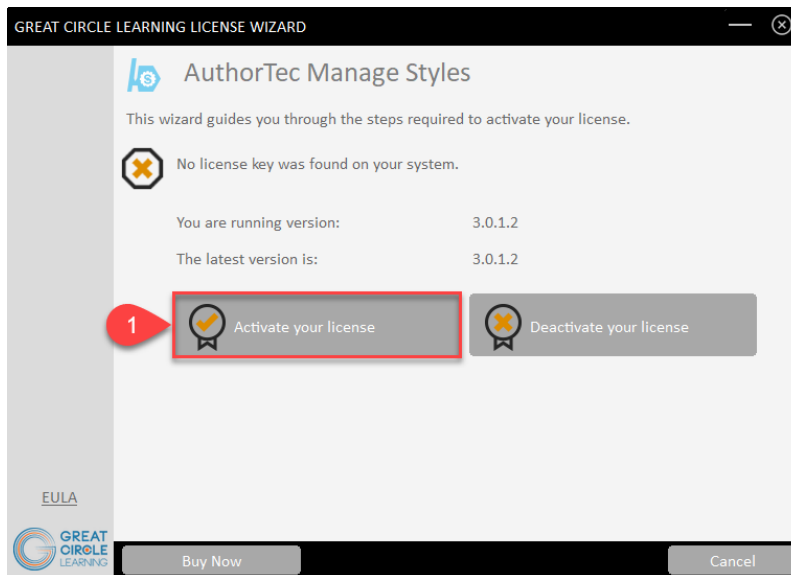 GREAT CIRCLE LEARNING LICENSE WIZARD
AuthorTec Manage Styles
This wizard guides you through the steps required to activate your license.
No license key was found on your system.
You are running version: 3.0.1.2
The latest version is: 3.0.1.2
1 Activate your license Deactivate your license
EULA
GREAT
CIRCLE
LEARNING
Buy Now Cancel